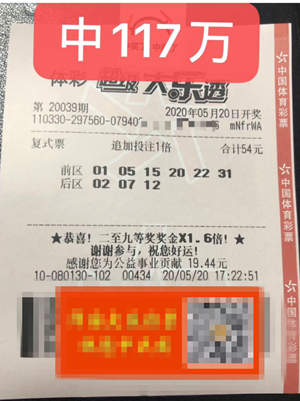 中117万
体彩 超级大乐透
第 20039期
2020年05月20日开奖
110330-297560-07940
mNfrWA
复式票 追加投注1倍 合计54元
前区 01 05 15 20 22 31
后区 02 07 12
★恭喜！二至九等奖奖金X1.6倍！
谢谢参与，祝您好运！
感谢您为公益事业贡献 19.44元
10-080130-102 00434 20/05/20 17:22:51
中国体育彩票
中国体育彩票
中国体育彩票